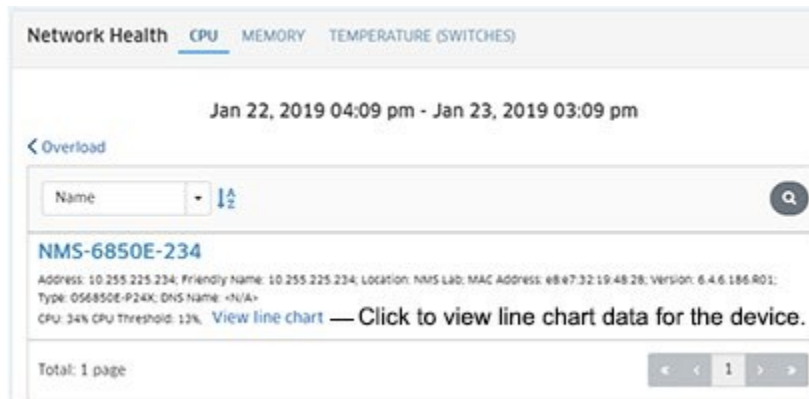 Network Health CPU MEMORY TEMPERATURE (SWITCHES)
Jan 22, 2019 04:09 pm - Jan 23, 2019 03:09 pm
Overload
Name
NMS-6850E-234
Address: 10.255.225.234; Friendly Name: 10.255.225.234; Location: NMS Lab; MAC Address: e8:e7:32:19:48:28; Version: 6.4.6.186.R01;
Type: OS6850E-P24X; DNS Name: <N/A>
CPU: 34% CPU Threshold: 13%, View line chart — Click to view line chart data for the device.
Total: 1 page
« ‹ 1 › »